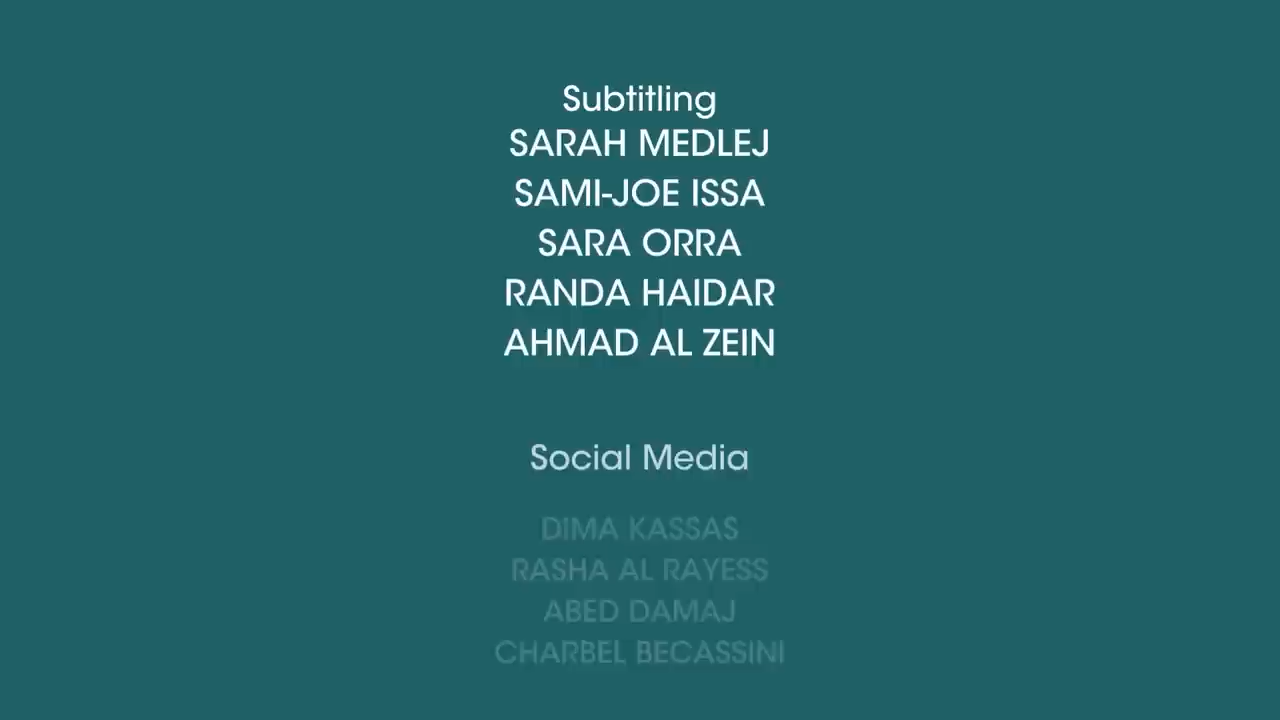 Subtitling
SARAH MEDLEJ
SAMI-JOE ISSA
SARA ORRA
RANDA HAIDAR
AHMAD AL ZEIN
Social Media
DIMA KASSAS
RASHA AL RAYESS
ABED DAMAJ
CHARBEL BECASSINI